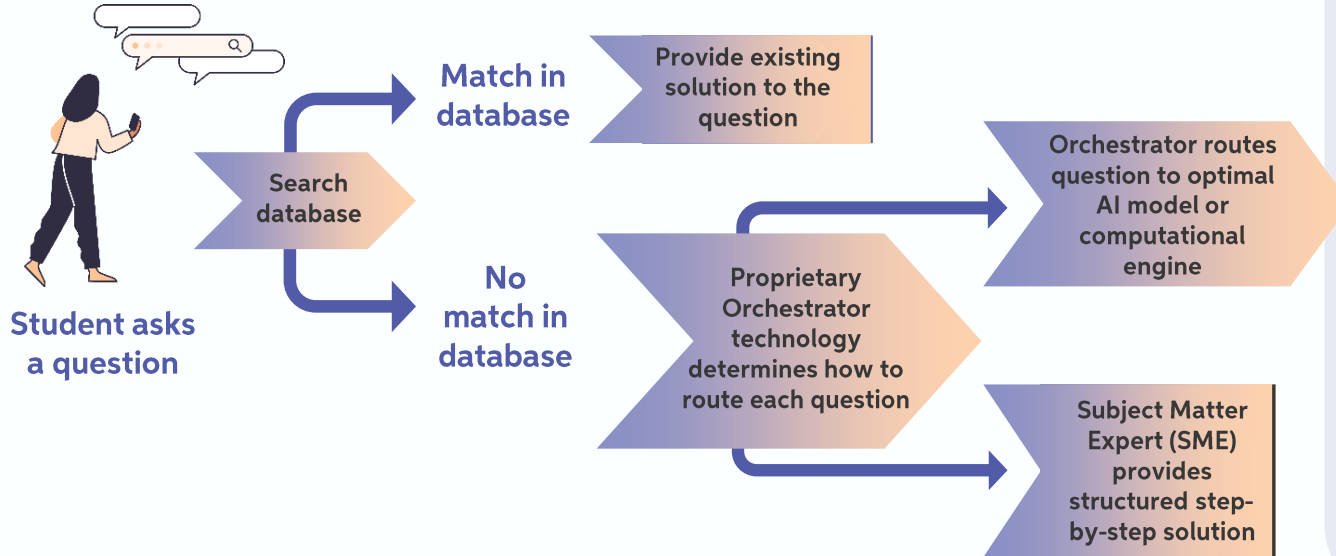 Student asks
a question
Search
database
Match in
database
Provide existing
solution to the
question
No
match in
database
Proprietary
Orchestrator
technology
determines how to
route each question
Orchestrator routes
question to optimal
AI model or
computational
engine
Subject Matter
Expert (SME)
provides
structured step-
by-step solution